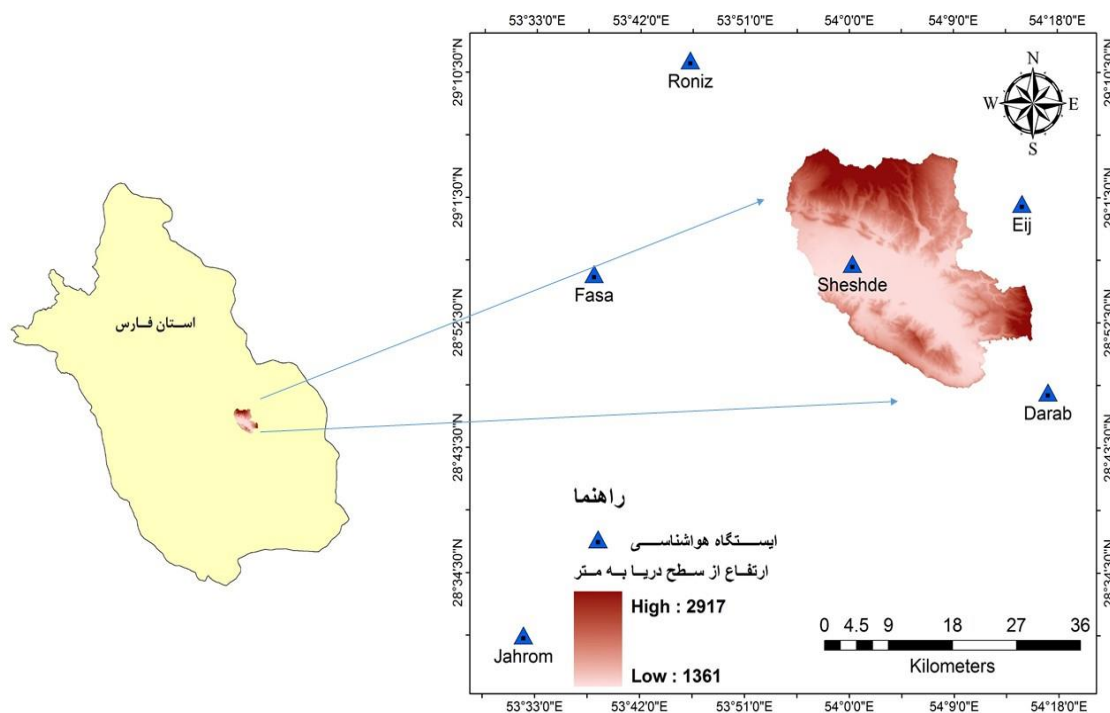 53°33'0"E 53°42'0"E 53°51'0"E 54°0'0"E 54°9'0"E 54°18'0"E
29°10'30"N
29°1'30"N
28°52'30"N
28°43'30"N
28°34'30"N
N
W E
S
Roniz
Eij
Sheshde
Fasa
Darab
Jahrom
استان فارس
راهنما
ایستگاه هواشناسی
ارتفاع از سطح دریا به متر
High : 2917
Low : 1361
0 4.5 9 18 27 36
Kilometers
53°33'0"E 53°42'0"E 53°51'0"E 54°0'0"E 54°9'0"E 54°18'0"E